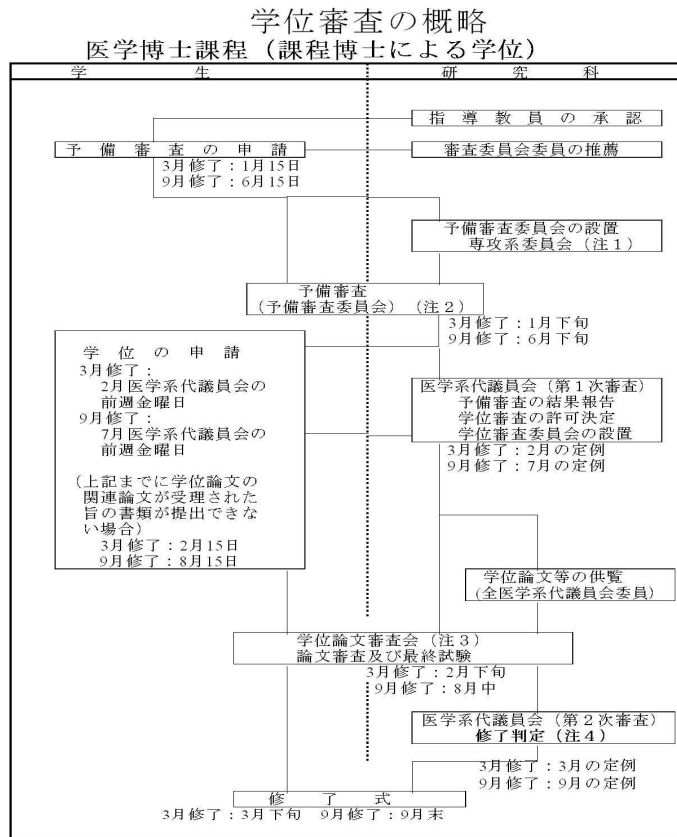 学位審査の概略
医学博士課程（課程博士による学位）
学 生
研 究 科
指導教員の承認
予備審査の申請
審査委員会委員の推薦
3月修了：1月15日
9月修了：6月15日
予備審査委員会の設置
専攻系委員会（注１）
予備審査
(予備審査委員会)（注２）
3月修了：1月下旬
9月修了：6月下旬
学位の申請
3月修了：
2月医学系代議員会の
前週金曜日
9月修了：
7月医学系代議員会の
前週金曜日
（上記までに学位論文の
関連論文が受理された
旨の書類が提出できな
い場合）
3月修了：2月15日
9月修了：8月15日
医学系代議員会（第１次審査）
予備審査の結果報告
学位審査の許可決定
学位審査委員会の設置
3月修了：2月の定例
9月修了：7月の定例
学位論文等の供覧
(全医学系代議員会委員)
学位論文審査会（注３）
論文審査及び最終試験
3月修了：2月下旬
9月修了：8月中
医学系代議員会（第２次審査）
修了判定（注４）
3月修了：3月の定例
9月修了：9月の定例
修 了 式
3月修了：3月下旬 9月修了：9月末